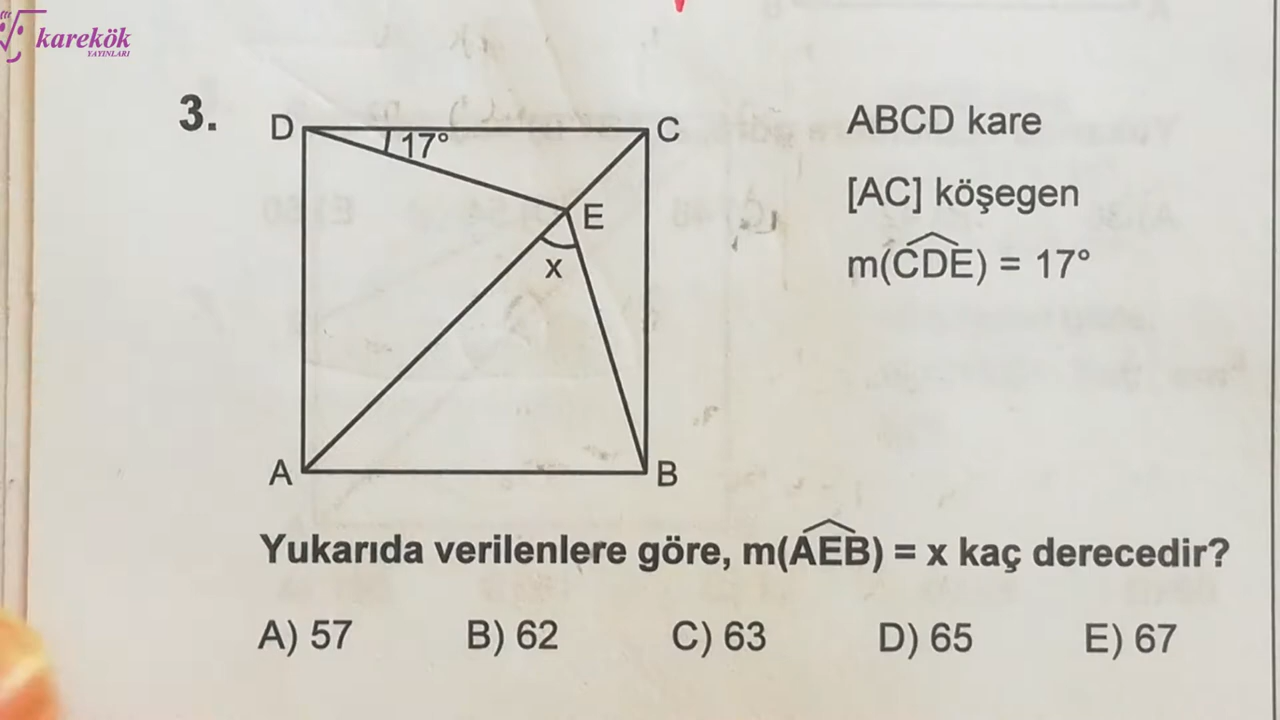 karekök
YAYINLARI
3.
D
17°
C
E
x
A
B
ABCD kare
[AC] köşegen
m(CDE) = 17°
Yukarıda verilenlere göre, m(AEB) = x kaç derecedir?
A) 57 B) 62 C) 63 D) 65 E) 67